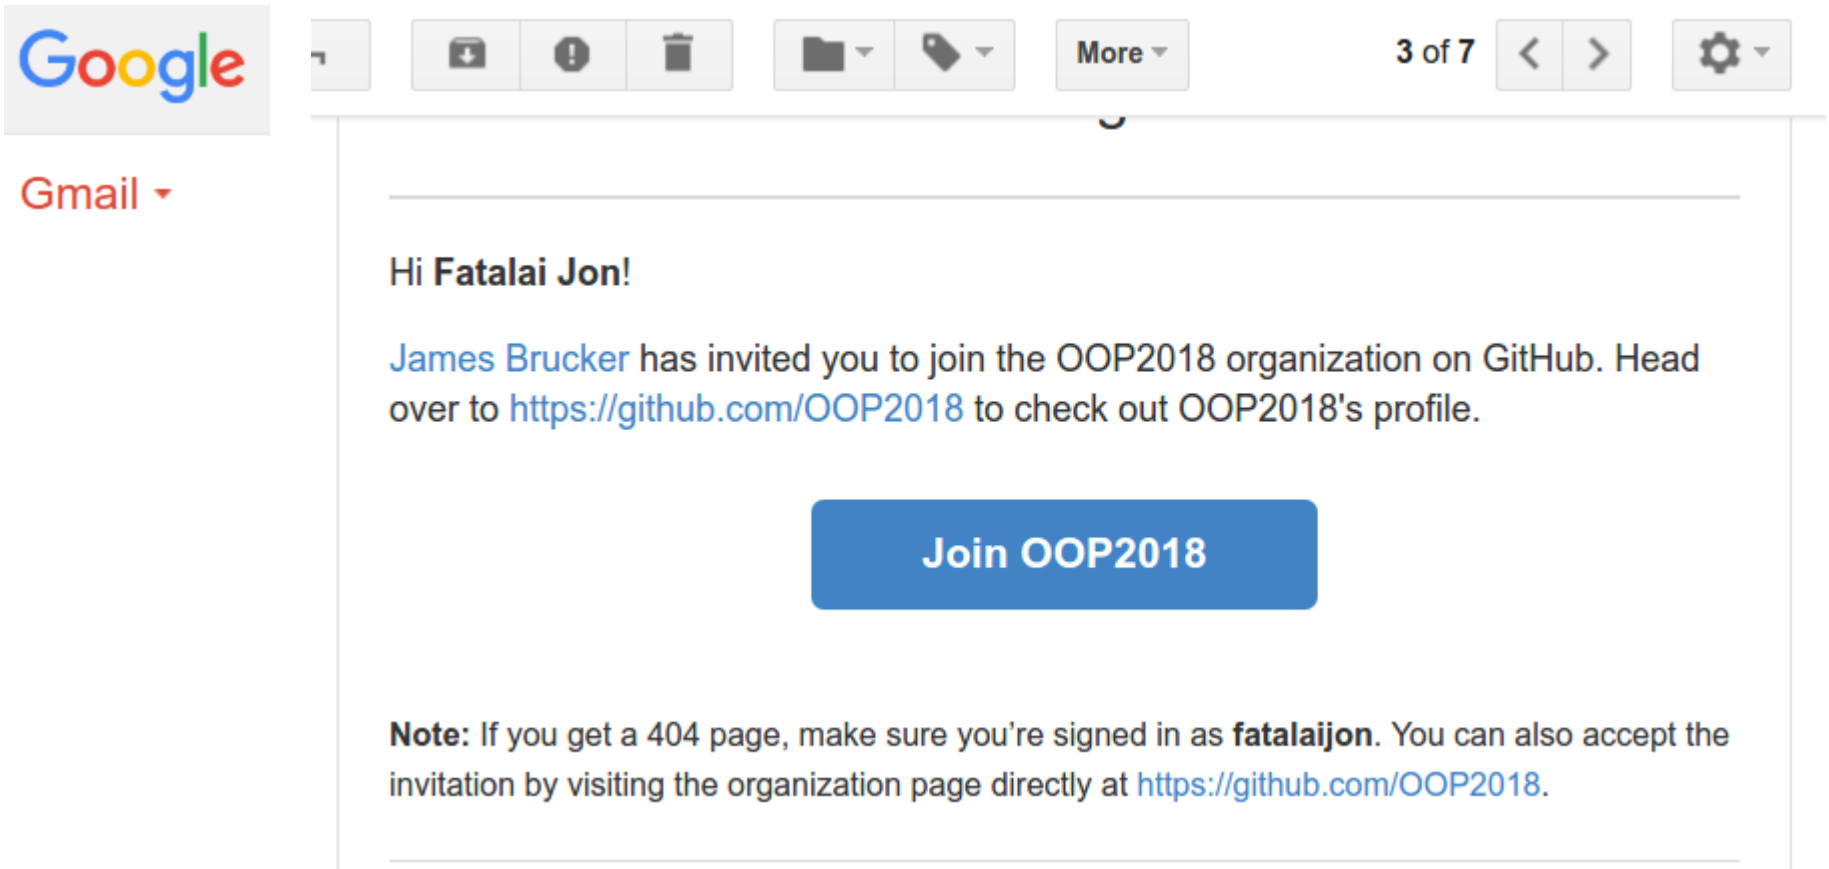 Google
More
3 of 7
Gmail
Hi Fatalai Jon!
James Brucker has invited you to join the OOP2018 organization on GitHub. Head
over to https://github.com/OOP2018 to check out OOP2018's profile.
Join OOP2018
Note: If you get a 404 page, make sure you’re signed in as fatalaijon. You can also accept the
invitation by visiting the organization page directly at https://github.com/OOP2018.